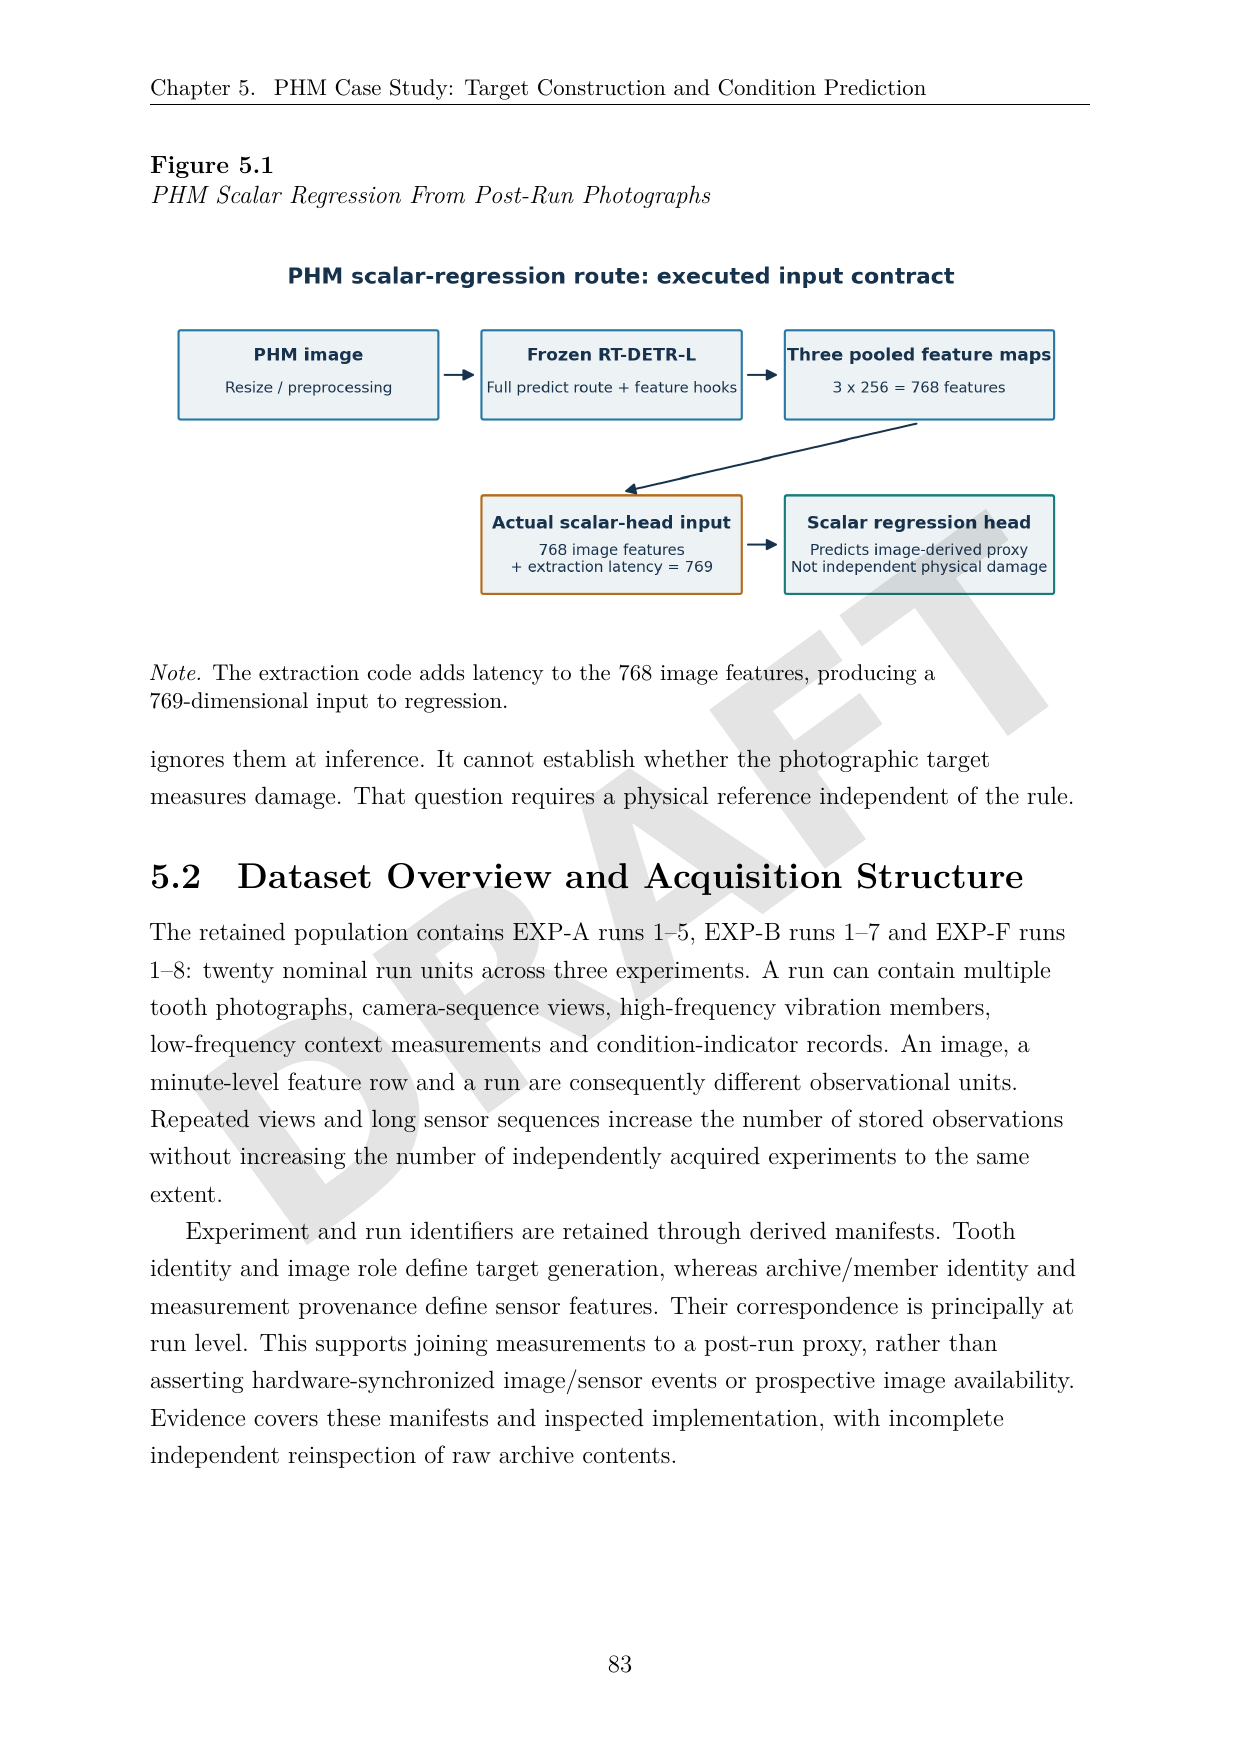 Chapter 5. PHM Case Study: Target Construction and Condition Prediction
Figure 5.1
PHM Scalar Regression From Post-Run Photographs
PHM scalar-regression route: executed input contract
PHM image
Resize / preprocessing
Frozen RT-DETR-L
Full predict route + feature hooks
Three pooled feature maps
3 x 256 = 768 features
Actual scalar-head input
768 image features
+ extraction latency = 769
Scalar regression head
Predicts image-derived proxy
Not independent physical damage
Note. The extraction code adds latency to the 768 image features, producing a
769-dimensional input to regression.
ignores them at inference. It cannot establish whether the photographic target
measures damage. That question requires a physical reference independent of the rule.
5.2 Dataset Overview and Acquisition Structure
The retained population contains EXP-A runs 1–5, EXP-B runs 1–7 and EXP-F runs
1–8: twenty nominal run units across three experiments. A run can contain multiple
tooth photographs, camera-sequence views, high-frequency vibration members,
low-frequency context measurements and condition-indicator records. An image, a
minute-level feature row and a run are consequently different observational units.
Repeated views and long sensor sequences increase the number of stored observations
without increasing the number of independently acquired experiments to the same
extent.
Experiment and run identifiers are retained through derived manifests. Tooth
identity and image role define target generation, whereas archive/member identity and
measurement provenance define sensor features. Their correspondence is principally at
run level. This supports joining measurements to a post-run proxy, rather than
asserting hardware-synchronized image/sensor events or prospective image availability.
Evidence covers these manifests and inspected implementation, with incomplete
independent reinspection of raw archive contents.
83
DRAFT